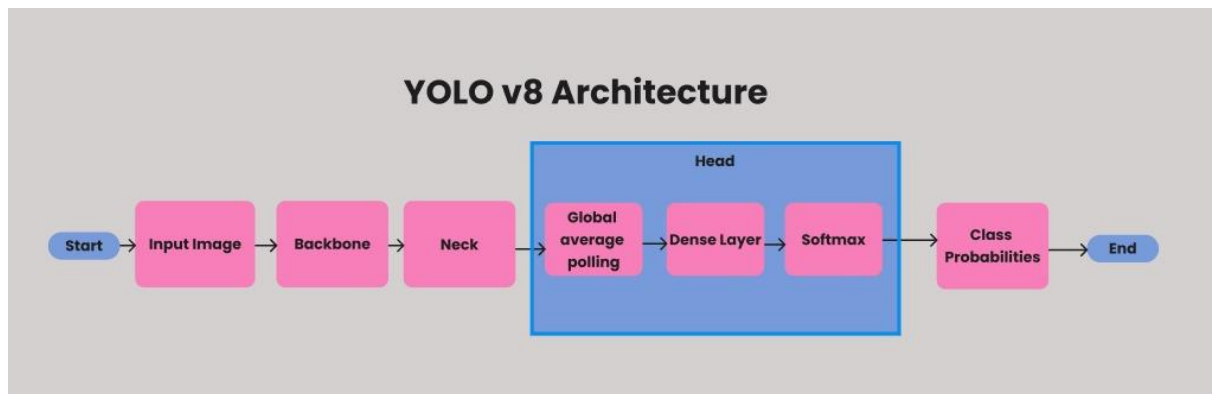 YOLO v8 Architecture
Head
Start
Input Image
Backbone
Neck
Global
average
polling
Dense Layer
Softmax
Class
Probabilities
End